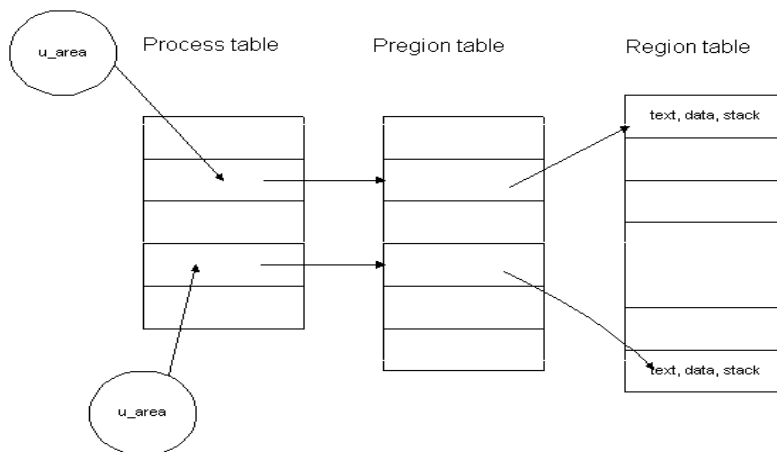 u_area
Process table
Pregion table
Region table
text, data, stack
text, data, stack
u_area